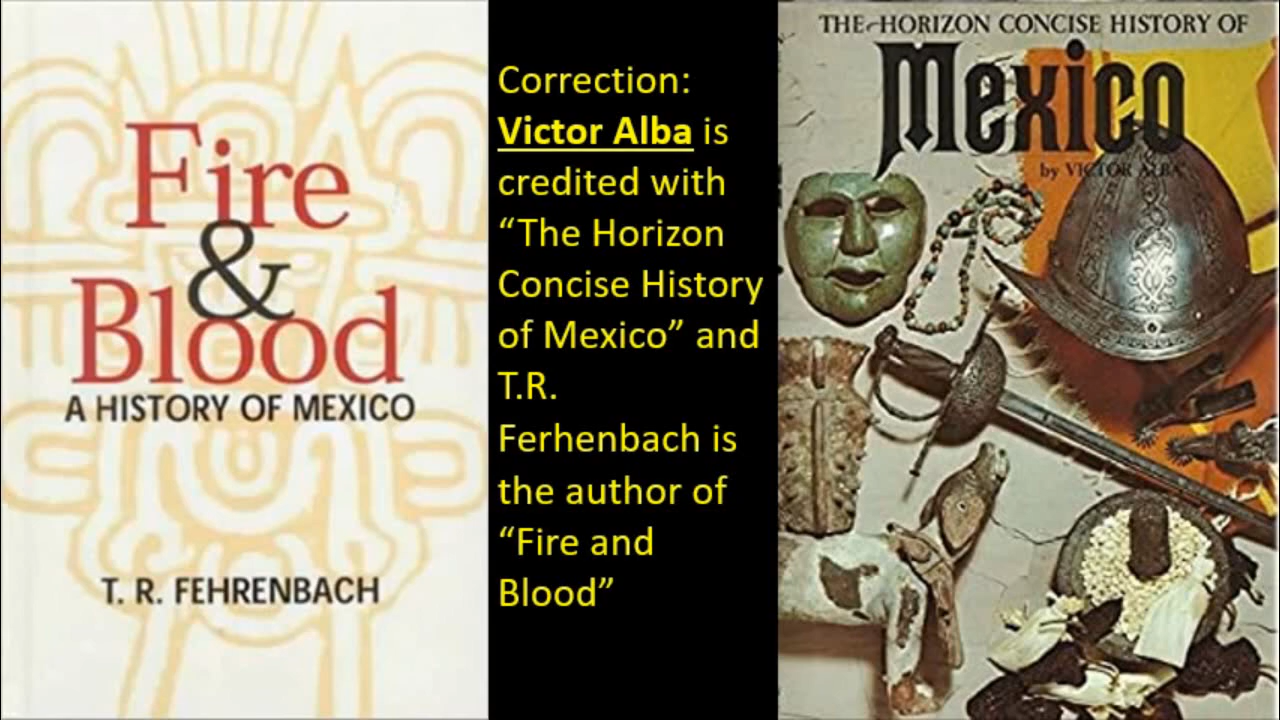 Fire
&
Blood
A HISTORY OF MEXICO
T. R. FEHRENBACH
Correction:
Victor Alba is
credited with
“The Horizon
Concise History
of Mexico” and
T.R.
Ferhenbach is
the author of
“Fire and
Blood”
THE HORIZON CONCISE HISTORY OF
Mexico
by VICTOR ALBA